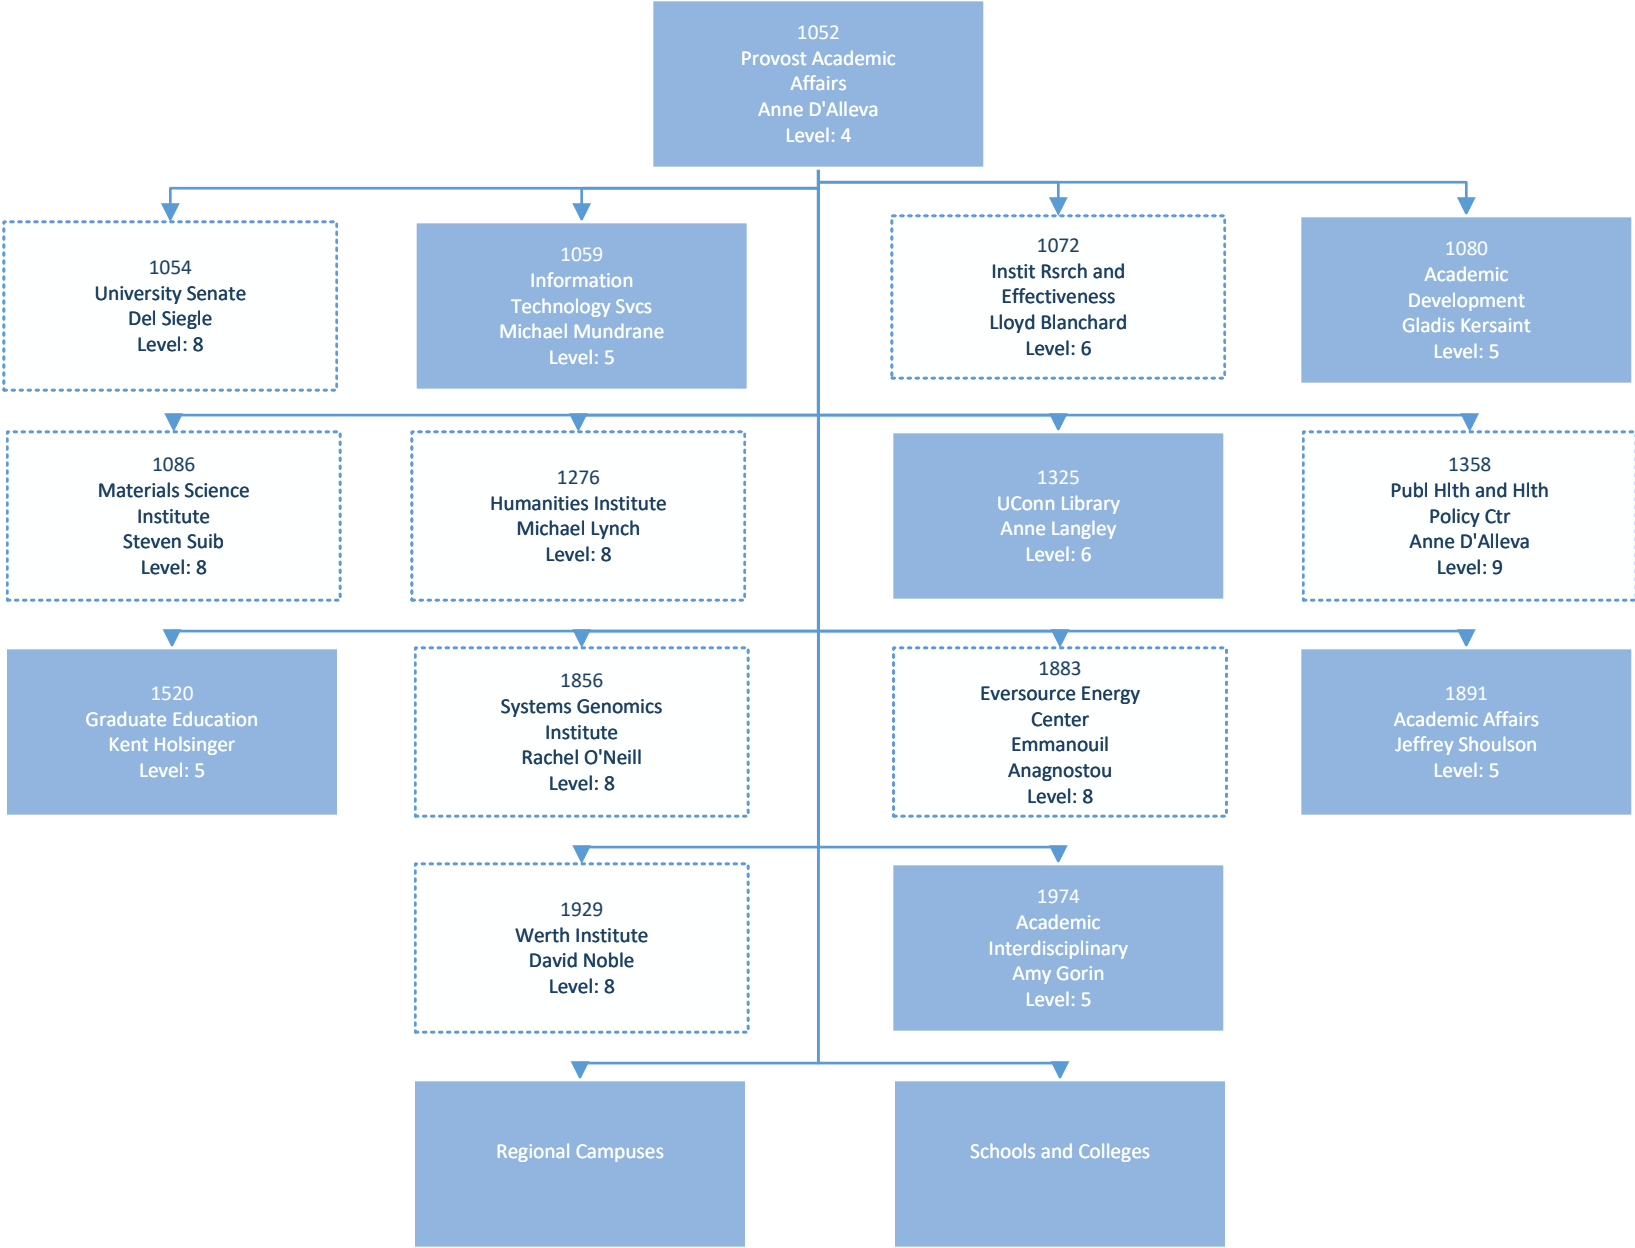 1052
Provost Academic
Affairs
Anne D'Alleva
Level: 4
1054
University Senate
Del Siegle
Level: 8
1059
Information
Technology Svcs
Michael Mundrane
Level: 5
1072
Instit Rsrch and
Effectiveness
Lloyd Blanchard
Level: 6
1080
Academic
Development
Gladis Kersaint
Level: 5
1086
Materials Science
Institute
Steven Suib
Level: 8
1276
Humanities Institute
Michael Lynch
Level: 8
1325
UConn Library
Anne Langley
Level: 6
1358
Publ Hlth and Hlth
Policy Ctr
Anne D'Alleva
Level: 9
1520
Graduate Education
Kent Holsinger
Level: 5
1856
Systems Genomics
Institute
Rachel O'Neill
Level: 8
1883
Eversource Energy
Center
Emmanouil
Anagnostou
Level: 8
1891
Academic Affairs
Jeffrey Shoulson
Level: 5
1929
Werth Institute
David Noble
Level: 8
1974
Academic
Interdisciplinary
Amy Gorin
Level: 5
Regional Campuses
Schools and Colleges